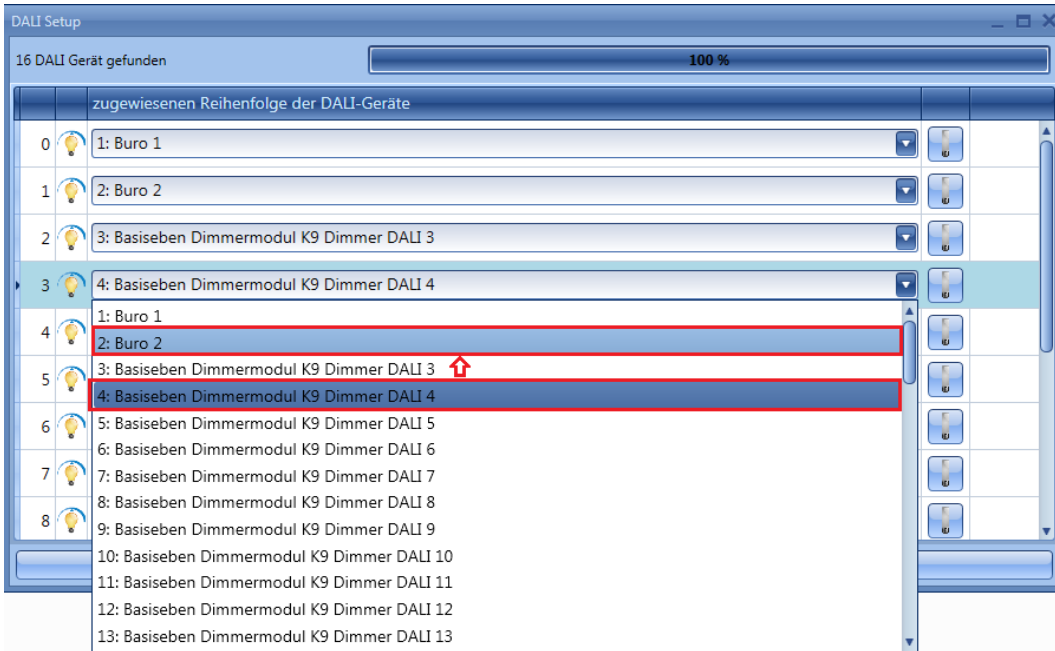 DALI Setup
16 DALI Gerät gefunden
100 %
zugewiesenen Reihenfolge der DALI-Geräte
0 1: Buro 1
1 2: Buro 2
2 3: Basiseben Dimmermodul K9 Dimmer DALI 3
3 4: Basiseben Dimmermodul K9 Dimmer DALI 4
1: Buro 1
4 2: Buro 2
3: Basiseben Dimmermodul K9 Dimmer DALI 3
5 4: Basiseben Dimmermodul K9 Dimmer DALI 4
6 5: Basiseben Dimmermodul K9 Dimmer DALI 5
6: Basiseben Dimmermodul K9 Dimmer DALI 6
7 7: Basiseben Dimmermodul K9 Dimmer DALI 7
8: Basiseben Dimmermodul K9 Dimmer DALI 8
8 9: Basiseben Dimmermodul K9 Dimmer DALI 9
10: Basiseben Dimmermodul K9 Dimmer DALI 10
11: Basiseben Dimmermodul K9 Dimmer DALI 11
12: Basiseben Dimmermodul K9 Dimmer DALI 12
13: Basiseben Dimmermodul K9 Dimmer DALI 13